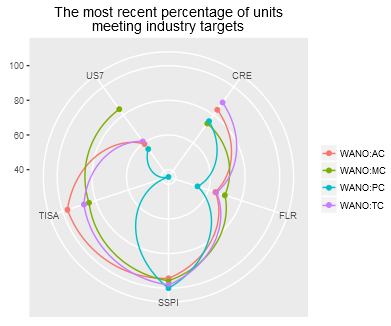 The most recent percentage of units
meeting industry targets
100
80
60
40
US7
CRE
TISA
FLR
SSPI
WANO:AC
WANO:MC
WANO:PC
WANO:TC